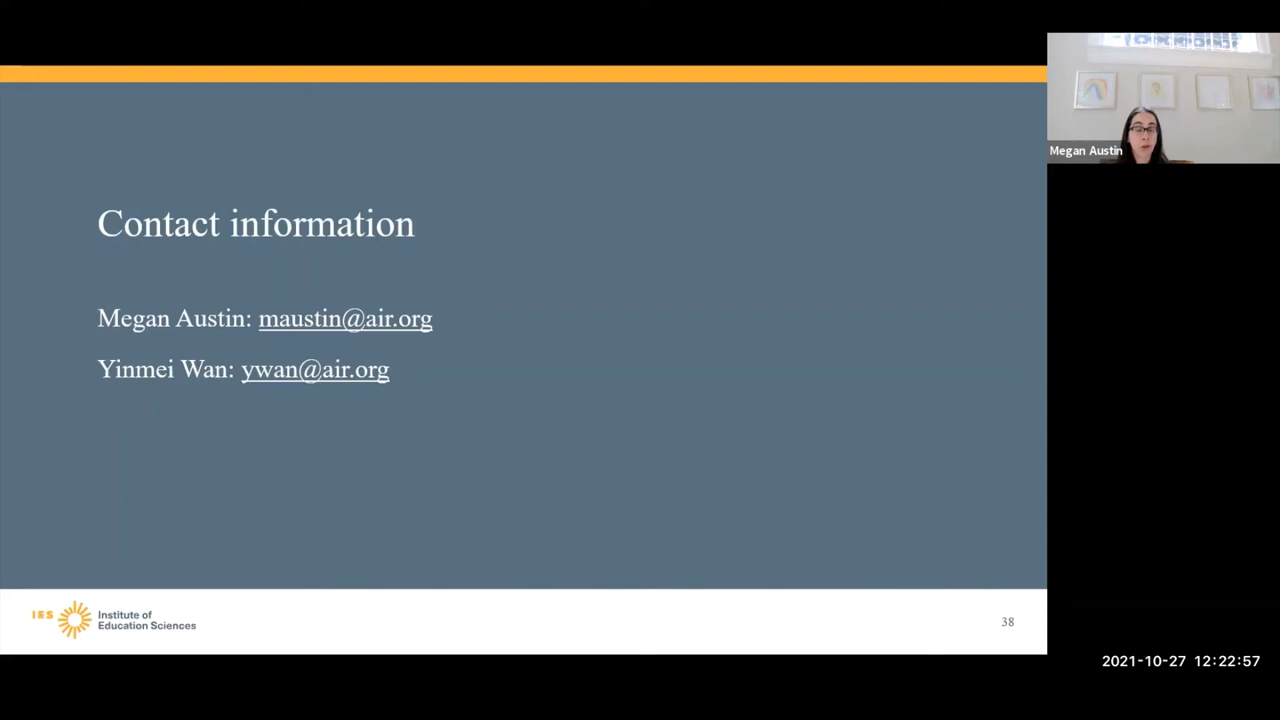 Megan Austin
Contact information
Megan Austin: maustin@air.org
Yinmei Wan: ywan@air.org
IES
Institute of
Education Sciences
38
2021-10-27 12:22:57